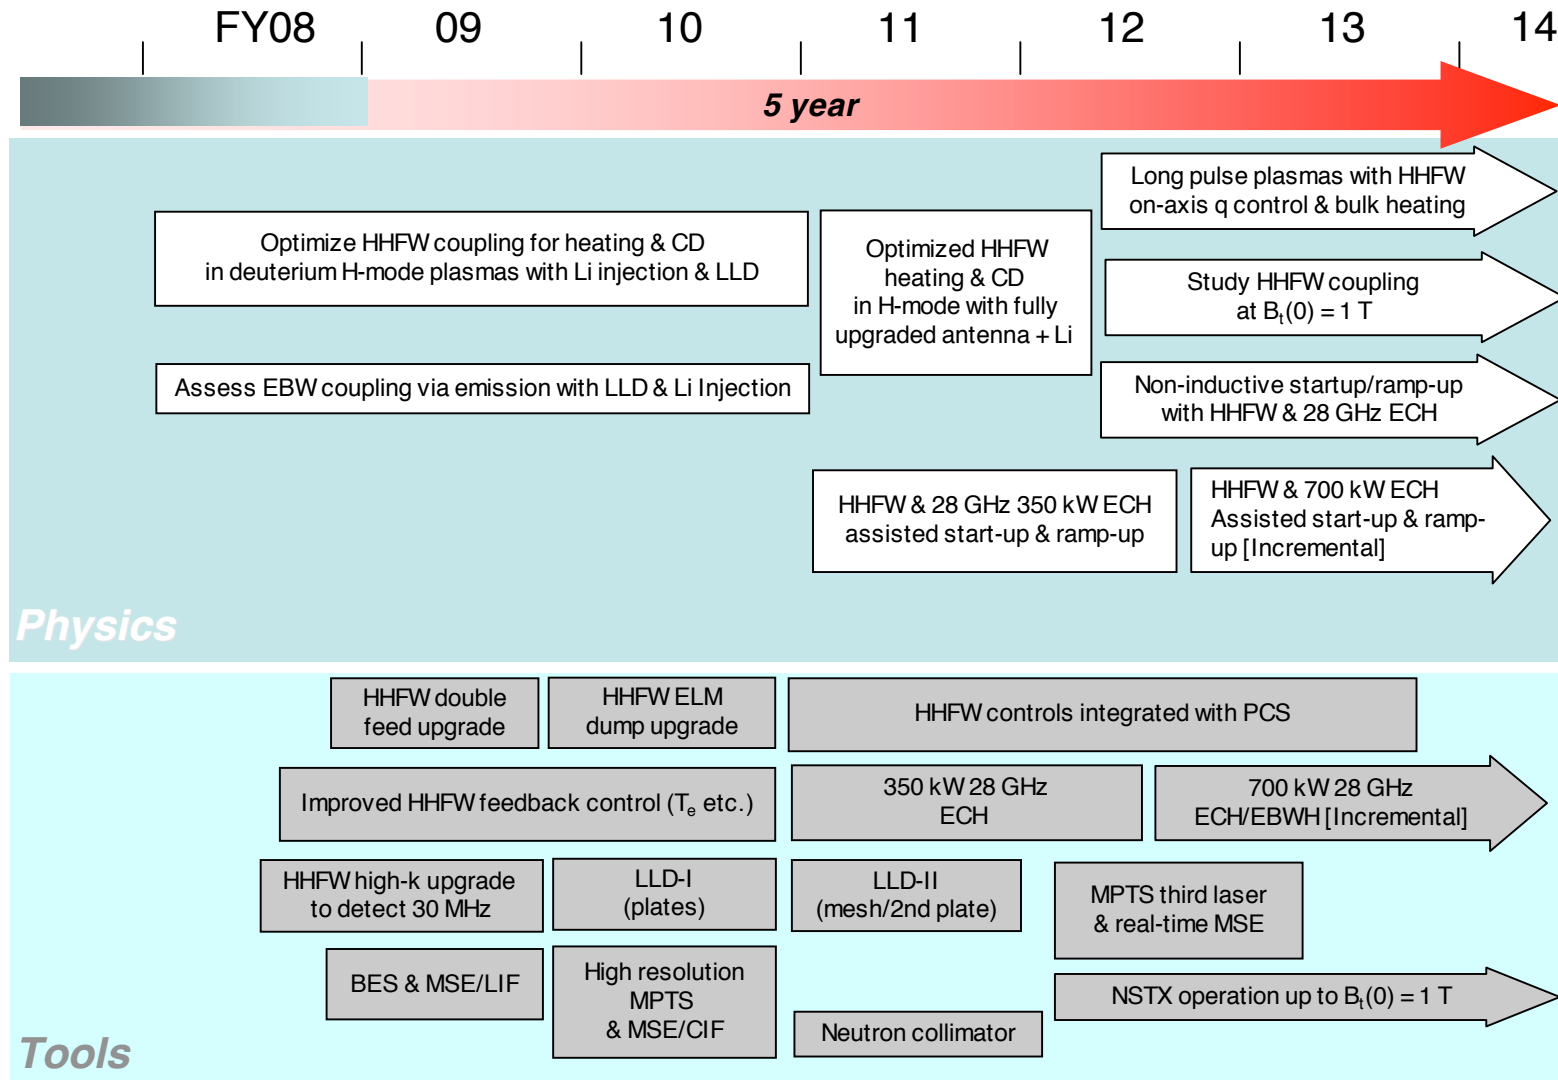 FY08 09 10 11 12 13 14
5 year
Long pulse plasmas with HHFW
on-axis q control & bulk heating
Optimize HHFW coupling for heating & CD
in deuterium H-mode plasmas with Li injection & LLD
Optimized HHFW
heating & CD
in H-mode with fully
upgraded antenna + Li
Study HHFW coupling
at Bt(0) = 1 T
Assess EBW coupling via emission with LLD & Li Injection
Non-inductive startup/ramp-up
with HHFW & 28 GHz ECH
HHFW & 28 GHz 350 kW ECH
assisted start-up & ramp-up
HHFW & 700 kW ECH
Assisted start-up & ramp-
up [Incremental]
Physics
HHFW double
feed upgrade
HHFW ELM
dump upgrade
HHFW controls integrated with PCS
Improved HHFW feedback control (Te etc.)
350 kW 28 GHz
ECH
700 kW 28 GHz
ECH/EBWH [Incremental]
HHFW high-k upgrade
to detect 30 MHz
LLD-I
(plates)
LLD-II
(mesh/2nd plate)
MPTS third laser
& real-time MSE
BES & MSE/LIF
High resolution
MPTS
& MSE/CIF
Neutron collimator
NSTX operation up to Bt(0) = 1 T
Tools